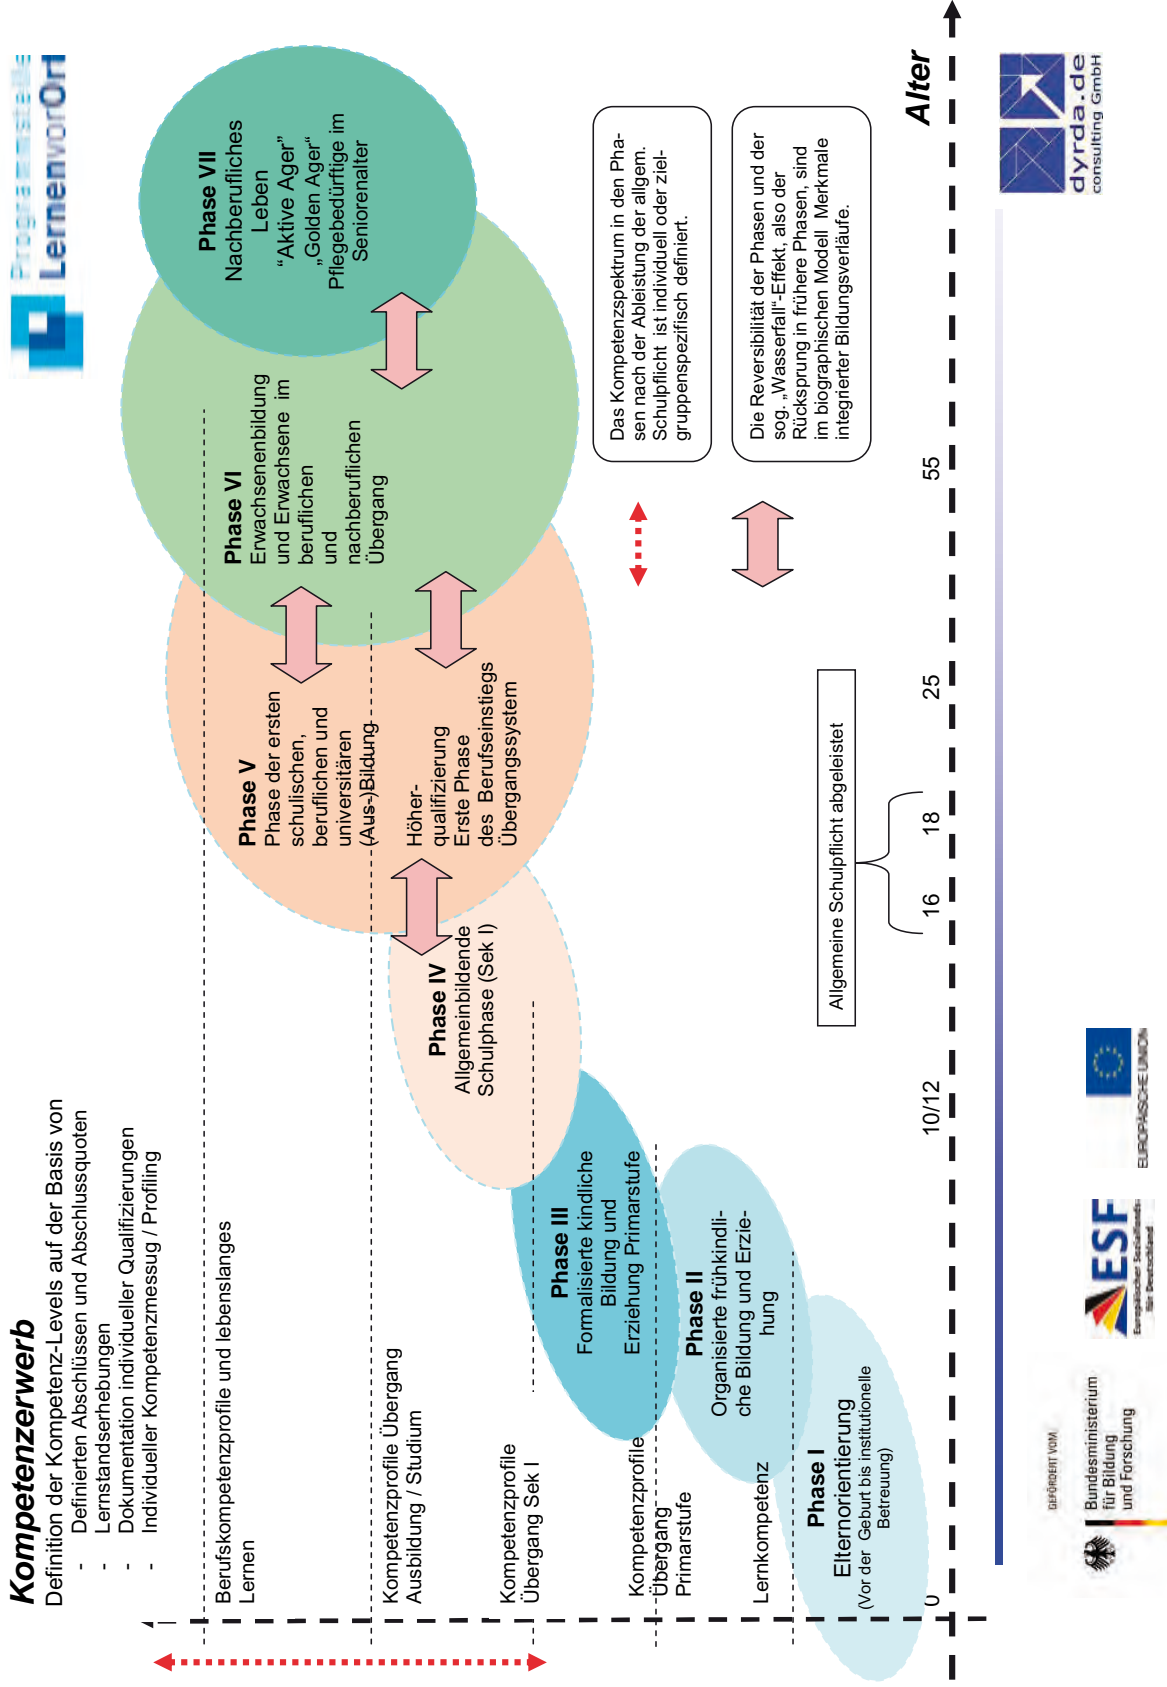 Kompetenzerwerb
Definition der Kompetenz-Levels auf der Basis von
- Definierten Abschlüssen und Abschlussquoten
- Lernstandserhebungen
- Dokumentation individueller Qualifizierungen
- Individueller Kompetenzmessug / Profiling
Programmstelle
LernenvorOrt
Berufskompetenzprofile und lebenslanges
Lernen
Kompetenzprofile Übergang
Ausbildung / Studium
Kompetenzprofile
Übergang Sek I
Kompetenzprofile
Übergang
Primarstufe
Lernkompetenz
Phase I
Elternorientierung
(Vor der Geburt bis institutionelle
Betreuung)
Phase II
Organisierte frühkindli-
che Bildung und Erzie-
hung
Phase III
Formalisierte kindliche
Bildung und
Erziehung Primarstufe
Phase IV
Allgemeinbildende
Schulphase (Sek I)
Phase V
Phase der ersten
schulischen,
beruflichen und
universitären
(Aus-)Bildung
Höher-
qualifizierung
Erste Phase
des Berufseinstiegs
Übergangssystem
Phase VI
Erwachsenenbildung
und Erwachsene im
beruflichen
und
nachberuflichen
Übergang
Phase VII
Nachberufliches
Leben
“Aktive Ager”
„Golden Ager“
Pflegebedürftige im
Seniorenalter
Das Kompetenzspektrum in den Pha-
sen nach der Ableistung der allgem.
Schulpflicht ist individuell oder ziel-
gruppenspezifisch definiert.
Die Reversibilität der Phasen und der
sog. „Wasserfall“-Effekt, also der
Rücksprung in frühere Phasen, sind
im biographischen Modell Merkmale
integrierter Bildungsverläufe.
Allgemeine Schulpflicht abgeleistet
0
10/12
16
18
25
55
Alter
GEFÖRDERT VOM
Bundesministerium
für Bildung
und Forschung
ESF
Europäischer Sozialfonds
für Deutschland
EUROPÄISCHE UNION
dyrda.de
consulting GmbH